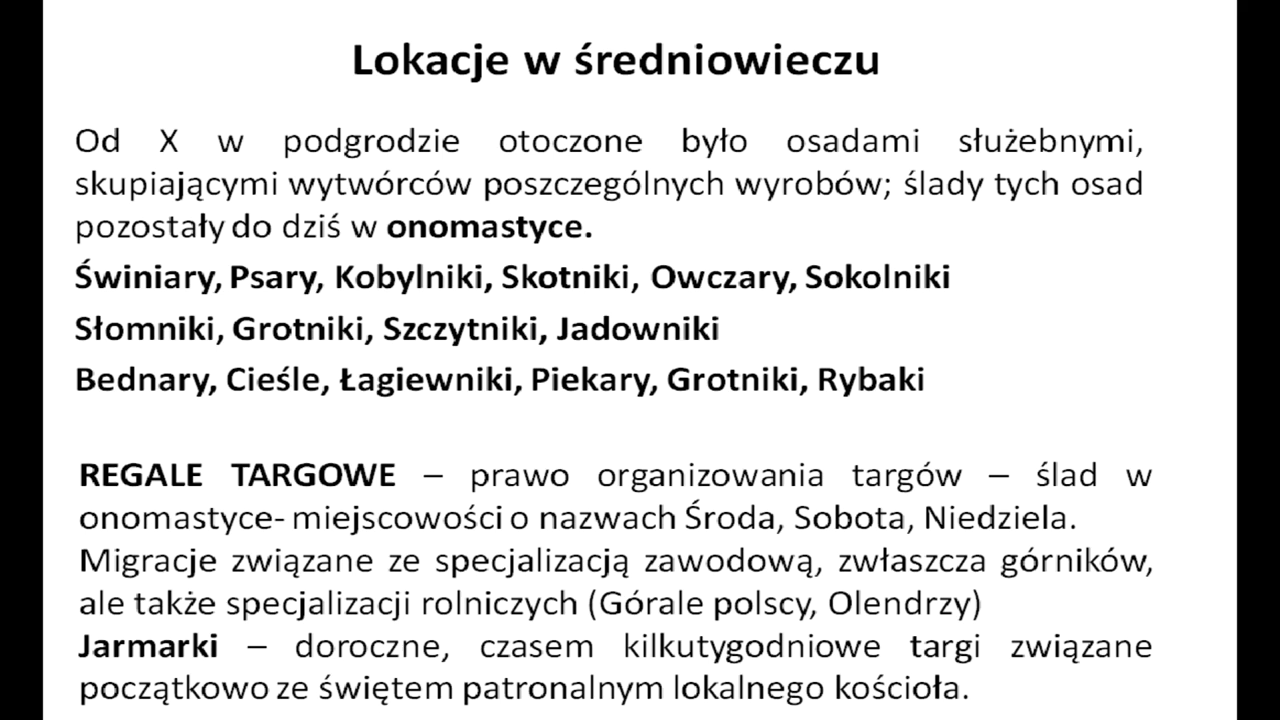 Lokacje w średniowieczu
Od X w podgrodzie otoczone było osadami służebnymi,
skupiającymi wytwórców poszczególnych wyrobów; ślady tych osad
pozostały do dziś w onomastyce.
Świniary, Psary, Kobylniki, Skotniki, Owczary, Sokolniki
Słomniki, Grotniki, Szczytniki, Jadowniki
Bednary, Cieśle, Łagiewniki, Piekary, Grotniki, Rybaki
REGALE TARGOWE – prawo organizowania targów – ślad w
onomastyce- miejscowości o nazwach Środa, Sobota, Niedziela.
Migracje związane ze specjalizacją zawodową, zwłaszcza górników,
ale także specjalizacji rolniczych (Górale polscy, Olendrzy)
Jarmarki – doroczne, czasem kilkutygodniowe targi związane
początkowo ze świętem patronalnym lokalnego kościoła.